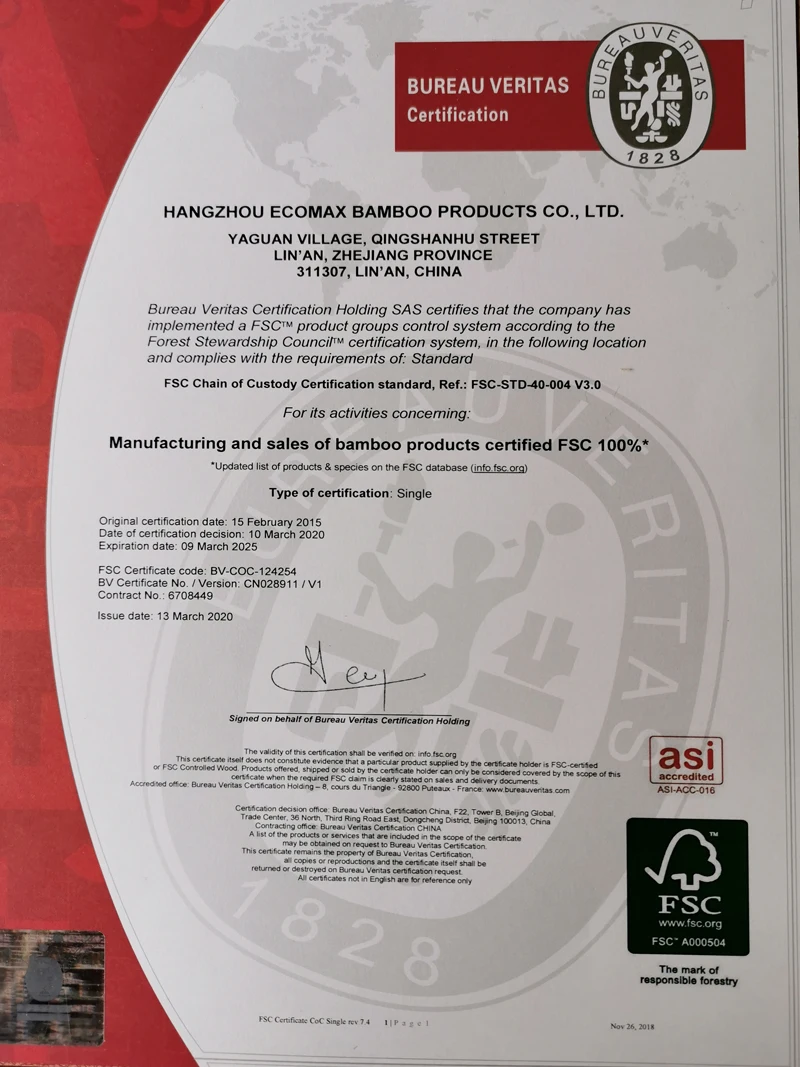 BUREAU VERITAS
Certification
BUREAU VERITAS
1828
HANGZHOU ECOMAX BAMBOO PRODUCTS CO., LTD.
YAGUAN VILLAGE, QINGSHANHU STREET
LIN'AN, ZHEJIANG PROVINCE
311307, LIN'AN, CHINA
Bureau Veritas Certification Holding SAS certifies that the company has
implemented a FSC™ product groups control system according to the
Forest Stewardship Council™ certification system, in the following location
and complies with the requirements of: Standard
FSC Chain of Custody Certification standard, Ref.: FSC-STD-40-004 V3.0
For its activities concerning:
Manufacturing and sales of bamboo products certified FSC 100%*
*Updated list of products & species on the FSC database (info.fsc.org)
Type of certification: Single
Original certification date: 15 February 2015
Date of certification decision: 10 March 2020
Expiration date: 09 March 2025
FSC Certificate code: BV-COC-124254
BV Certificate No. / Version: CN028911 / V1
Contract No.: 6708449
Issue date: 13 March 2020
Signed on behalf of Bureau Veritas Certification Holding
The validity of this certificate shall be verified on: info.fsc.org
This certificate itself does not constitute evidence that a particular product supplied by the certificate holder is FSC-certified
or FSC Controlled Wood. Products offered, shipped or sold by the certificate holder can only be considered covered by the scope of this
certificate when the required FSC claim is clearly stated on sales and delivery documents.
Accredited office: Bureau Veritas Certification Holding – 8, cours du Triangle - 92800 Puteaux - France: www.bureauveritas.com
Certification decision office: Bureau Veritas Certification China, F22, Tower B, Beijing Global,
Trade Center, 36 North, Third Ring Road East, Dongcheng District, Beijing 100013, China
Contracting office: Bureau Veritas Certification CHINA
A list of the products or services that are included in the scope of the certificate
may be obtained on request to Bureau Veritas Certification.
This certificate remains the property of Bureau Veritas Certification,
all copies or reproductions and the certificate itself shall be
returned or destroyed on Bureau Veritas certification request.
All certificates not in English are for reference only
asi
accredited
ASI-ACC-016
FSC
™
www.fsc.org
FSC™ A000504
The mark of
responsible forestry
BUREAU VERITAS
1828
FSC Certificate CoC Single rev 7.4 1 | P a g e 1
Nov 26, 2018